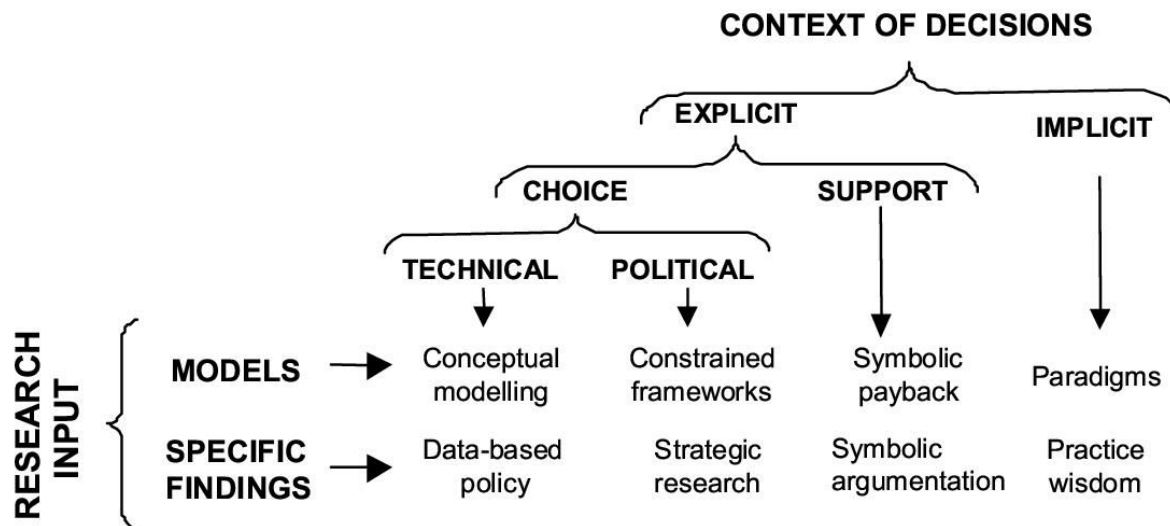 CONTEXT OF DECISIONS
EXPLICIT
IMPLICIT
CHOICE
SUPPORT
TECHNICAL
POLITICAL
RESEARCH
INPUT
MODELS
Conceptual
modelling
Constrained
frameworks
Symbolic
payback
Paradigms
SPECIFIC
FINDINGS
Data-based
policy
Strategic
research
Symbolic
argumentation
Practice
wisdom